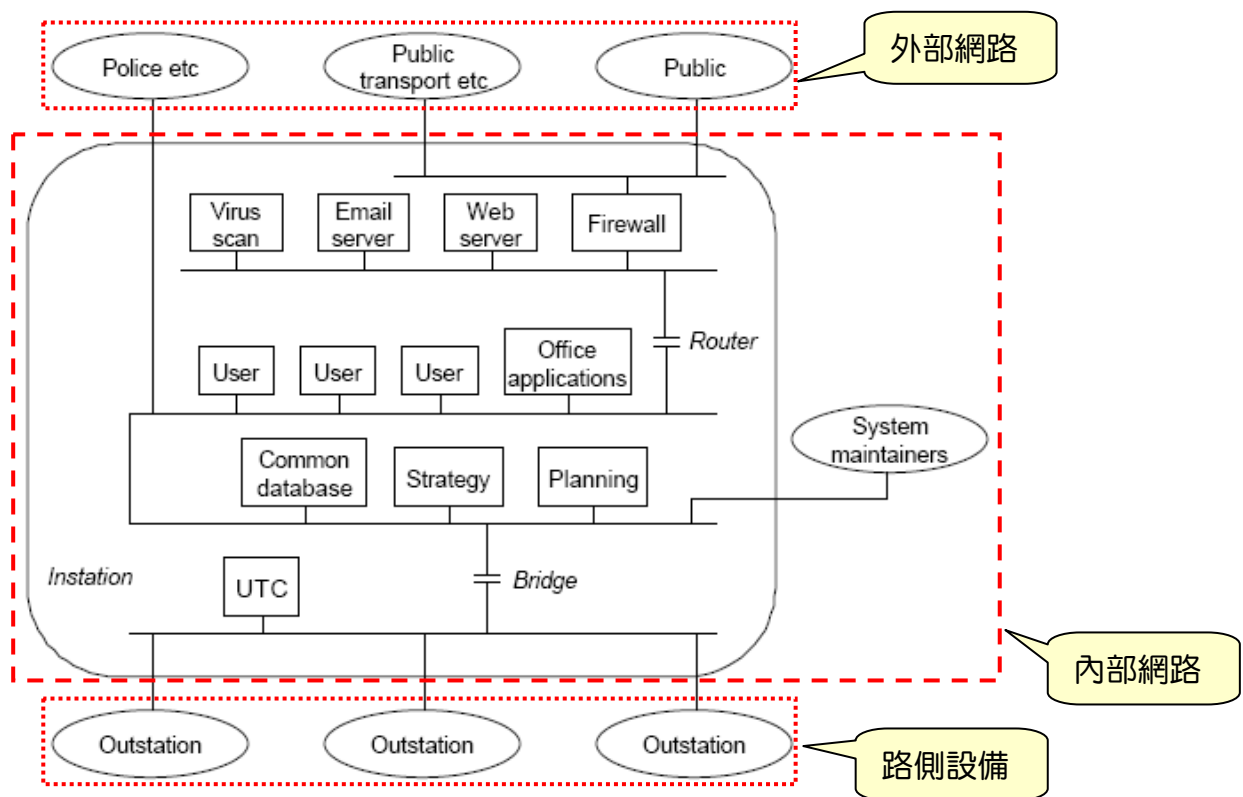 Police etc
Public
transport etc
Public
外部網路
Virus
scan
Email
server
Web
server
Firewall
Router
User
User
User
Office
applications
System
maintainers
Common
database
Strategy
Planning
Instation
UTC
Bridge
內部網路
Outstation
Outstation
Outstation
路側設備